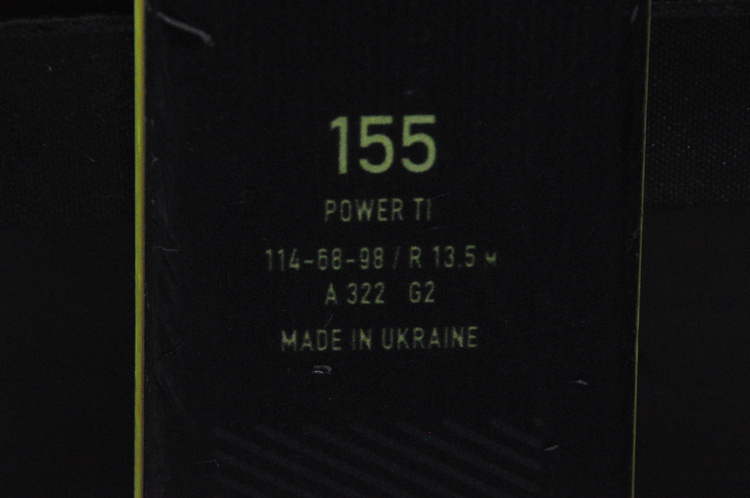 155
POWER TI
114-68-98 / R 13.5 M
A 322 G2
MADE IN UKRAINE